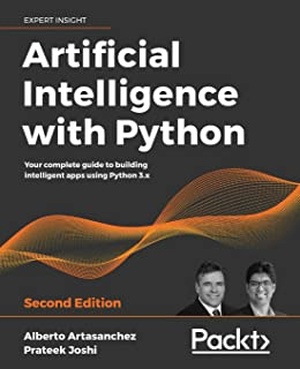 EXPERT INSIGHT
Artificial
Intelligence
with Python
Your complete guide to building
intelligent apps using Python 3.x
Second Edition
Alberto Artasanchez
Prateek Joshi
Packt>